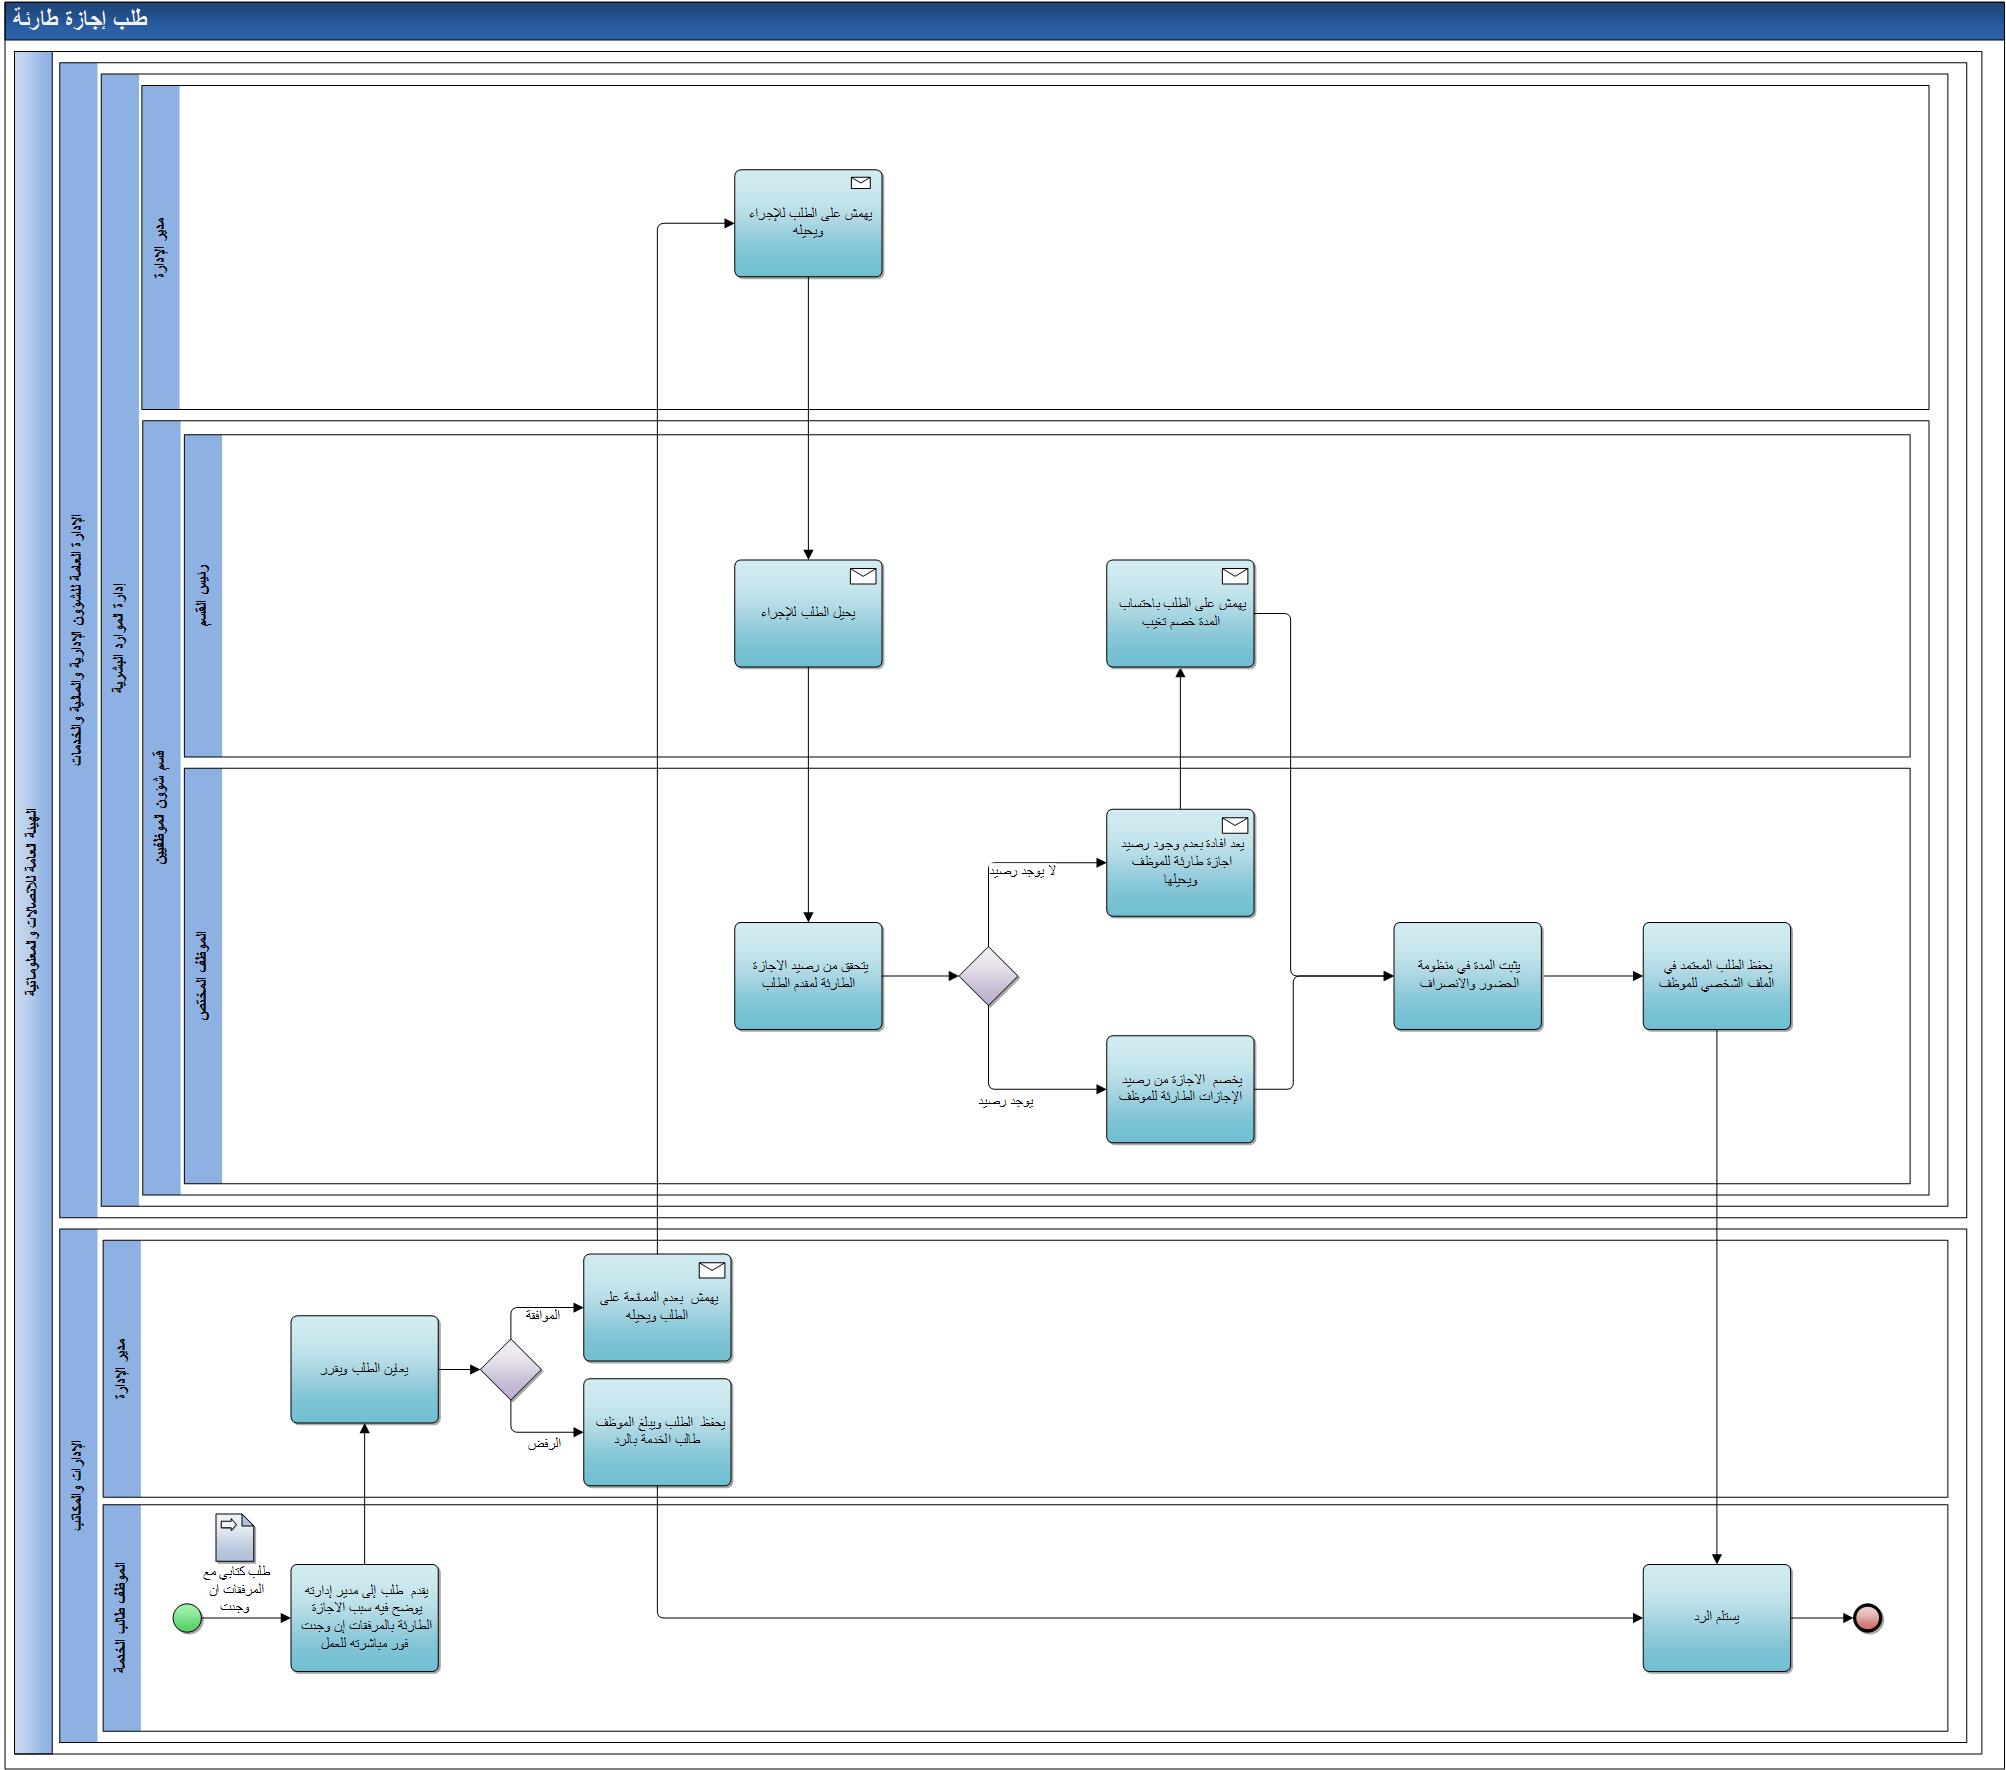 طلب إجازة طارئة
الهيئة العامة للاتصالات والمعلوماتية
الإدارة العامة للشؤون الإدارية والمالية والخدمات
إدارة الموارد البشرية
مدير الإدارة
يهمش على الطلب للإجراء
ويحيله
قسم شؤون الموظفيين
رئيس القسم
يحيل الطلب للإجراء
يهمش على الطلب باحتساب
المدة خصم تغيب
الموظف المختص
يتحقق من رصيد الاجازة
الطارئة لمقدم الطلب
لا يوجد رصيد
يعد افادة بعدم وجود رصيد
اجازة طارئة للموظف
ويحيلها
يوجد رصيد
يخصم الاجازة من رصيد
الإجازات الطارئة للموظف
يثبت المدة في منظومة
الحضور والانصراف
يحفظ الطلب المعتمد في
الملف الشخصي للموظف
الإدارات والمكاتب
مدير الإدارة
يعاين الطلب ويقرر
الموافقة
يهمش بعدم الممانعة على
الطلب ويحيله
الرفض
يحفظ الطلب ويبلغ الموظف
طالب الخدمة بالرد
الموظف طالب الخدمة
طلب كتابي مع
المرفقات ان
وجدت
يقدم طلب إلى مدير إدارته
يوضح فيه سبب الاجازة
الطارئة بالمرفقات إن وجدت
فور مباشرته للعمل
يستلم الرد